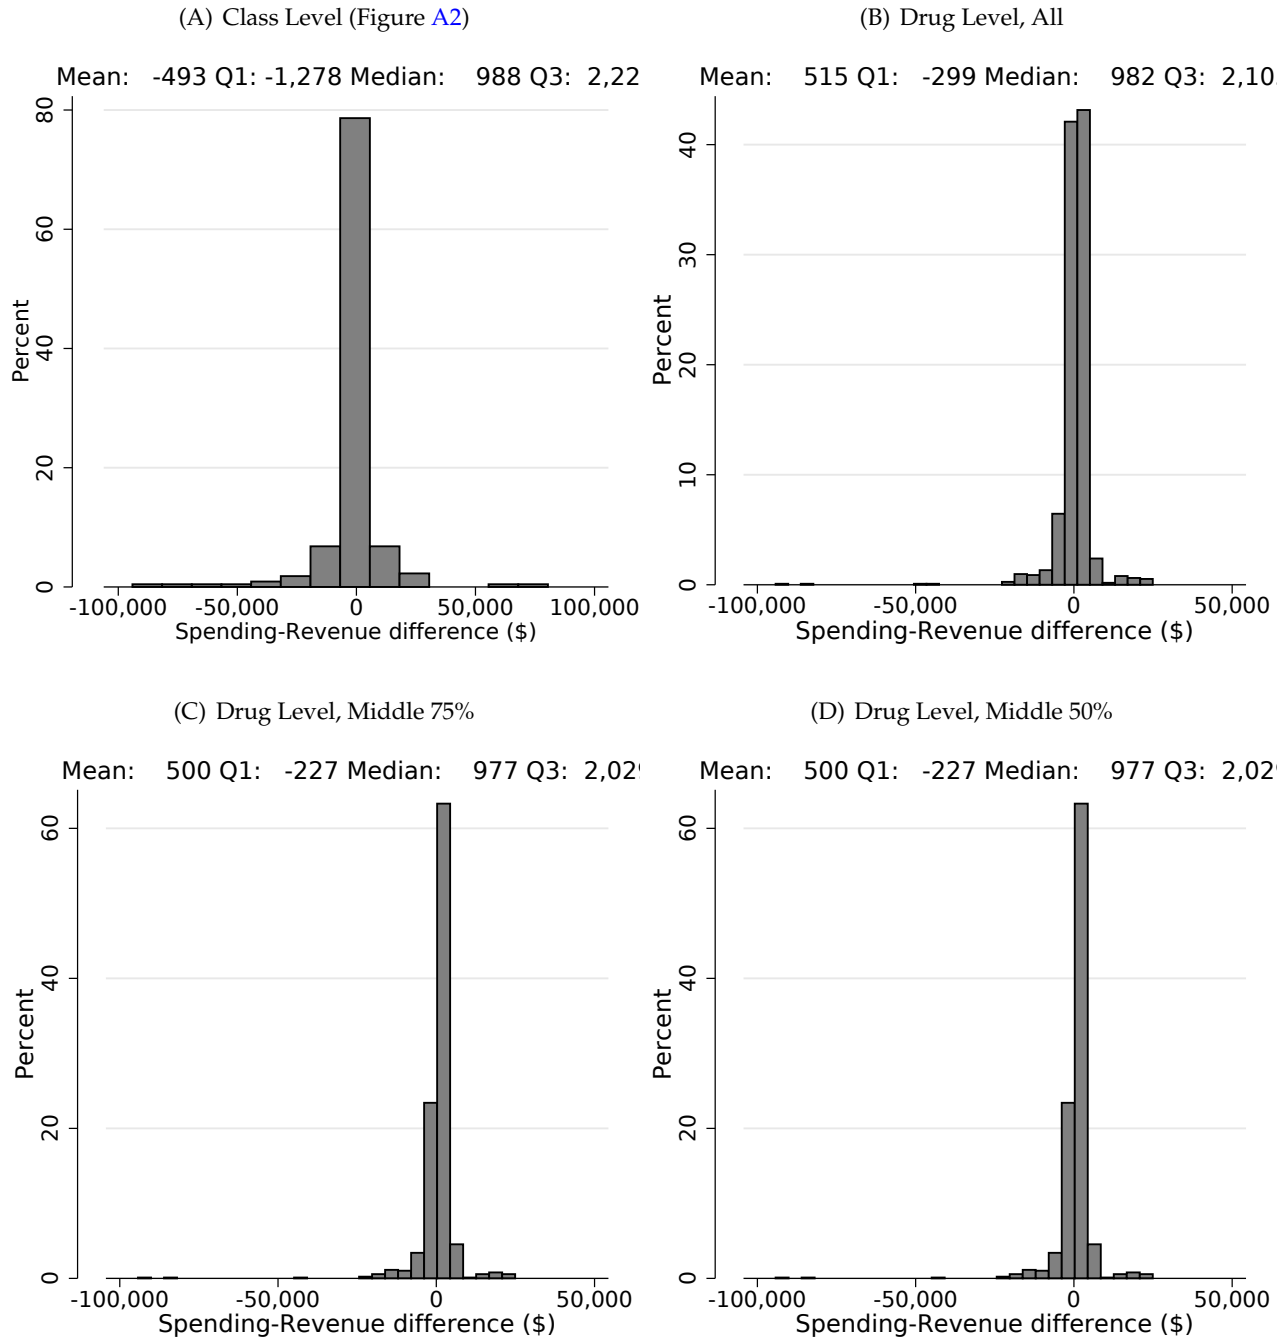 (A) Class Level (Figure A2)
Mean: -493 Q1: -1,278 Median: 988 Q3: 2,22
80
60
40
20
0
Percent
-100,000 -50,000 0 50,000 100,000
Spending-Revenue difference ($)
(B) Drug Level, All
Mean: 515 Q1: -299 Median: 982 Q3: 2,10
40
30
20
10
0
Percent
-100,000 -50,000 0 50,000
Spending-Revenue difference ($)
(C) Drug Level, Middle 75%
Mean: 500 Q1: -227 Median: 977 Q3: 2,029
60
40
20
0
Percent
-100,000 -50,000 0 50,000
Spending-Revenue difference ($)
(D) Drug Level, Middle 50%
Mean: 500 Q1: -227 Median: 977 Q3: 2,029
60
40
20
0
Percent
-100,000 -50,000 0 50,000
Spending-Revenue difference ($)